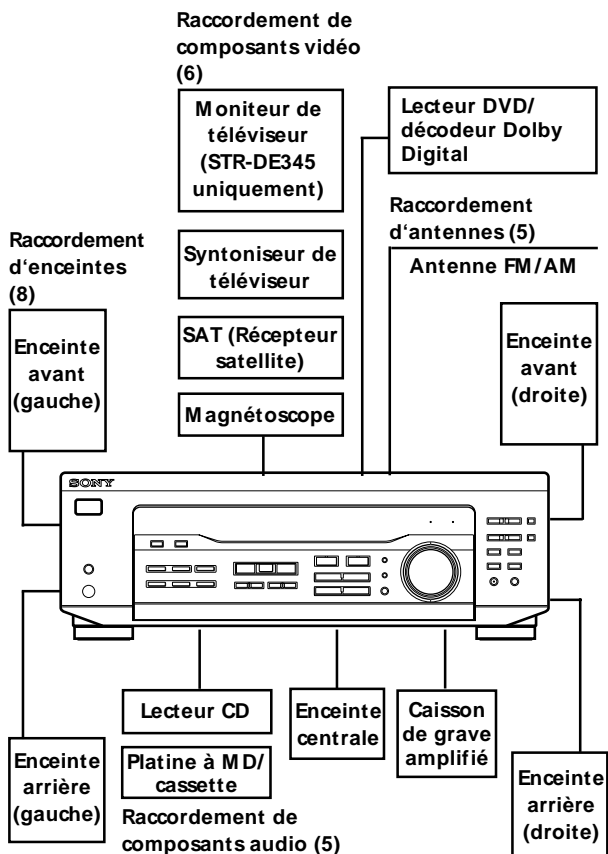 Raccordement de
composants vidéo
(6)
Moniteur de
téléviseur
(STR-DE345
uniquement)
Lecteur DVD/
décodeur Dolby
Digital
Raccordement
d'antennes (5)
Antenne FM/AM
Raccordement
d‘enceintes
(8)
Syntoniseur de
téléviseur
SAT (Récepteur
satellite)
Magnétoscope
Enceinte
avant
(gauche)
Enceinte
avant
(droite)
SONY
Lecteur CD
Platine à MD/
cassette
Raccordement de
composants audio (5)
Enceinte
centrale
Caisson
de grave
amplifié
Enceinte
arrière
(gauche)
Enceinte
arrière
(droite)